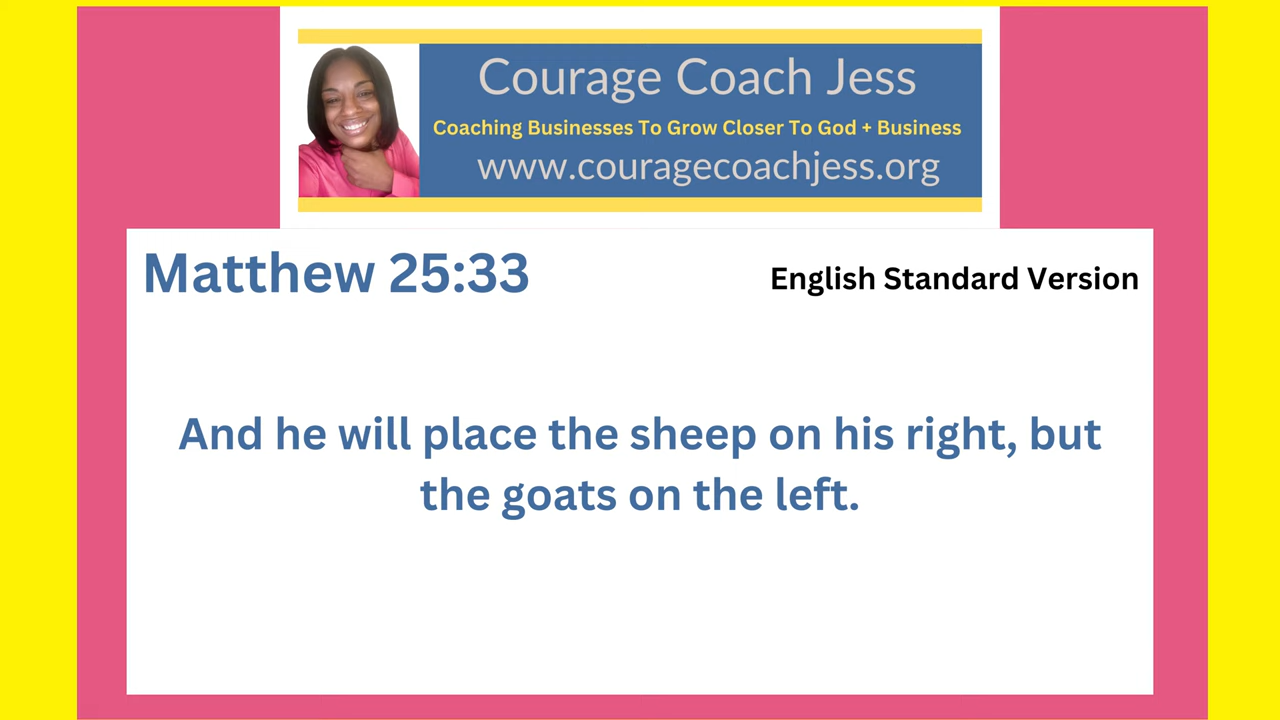 Courage Coach Jess
Coaching Businesses To Grow Closer To God + Business
www.couragecoachjess.org
Matthew 25:33
English Standard Version
And he will place the sheep on his right, but
the goats on the left.